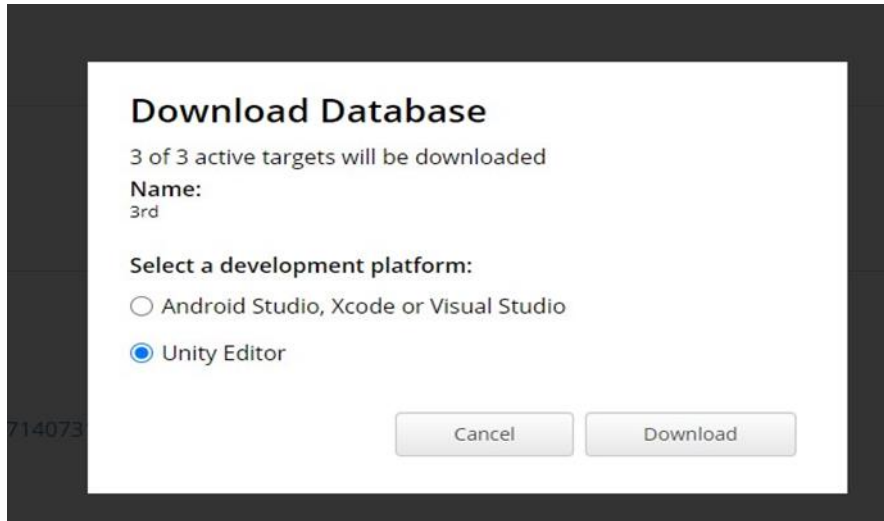 Download Database
3 of 3 active targets will be downloaded
Name:
3rd
Select a development platform:
Android Studio, Xcode or Visual Studio
Unity Editor
714073
Cancel Download